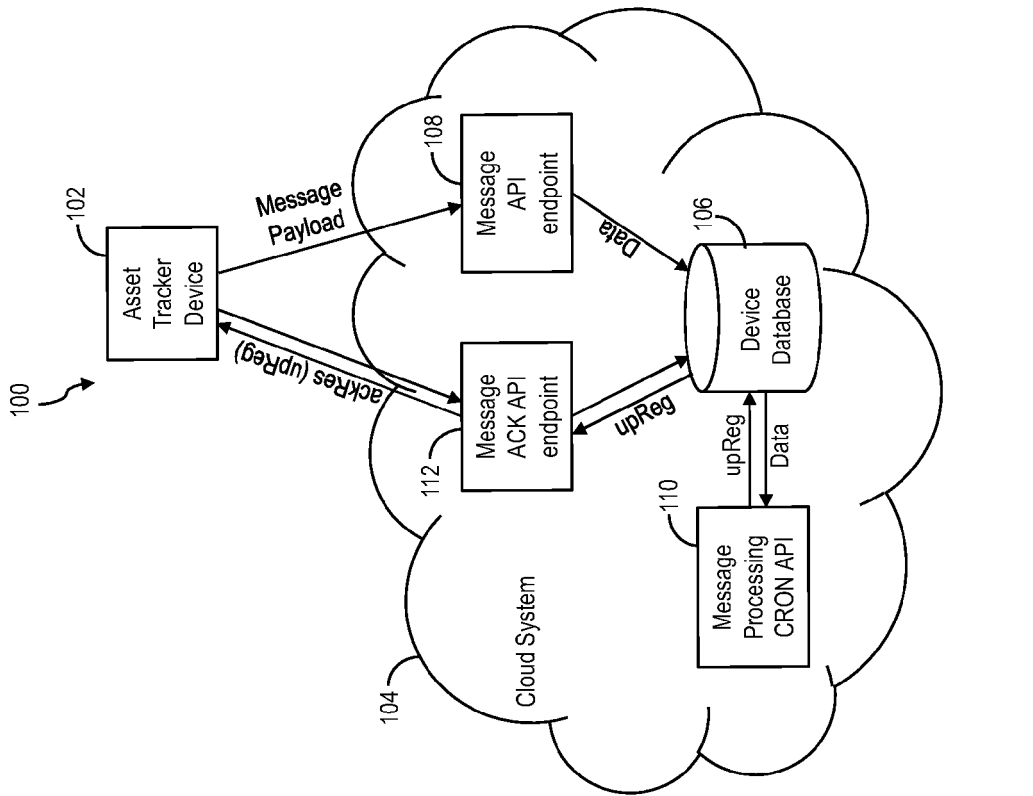 100
102
Asset
Tracker
Device
Message
Payload
ackRes (upReg)
104
Cloud System
112
Message
ACK API
endpoint
108
Message
API
endpoint
upReg
Data
110
Message
Processing
CRON API
upReg
Data
106
Device
Database